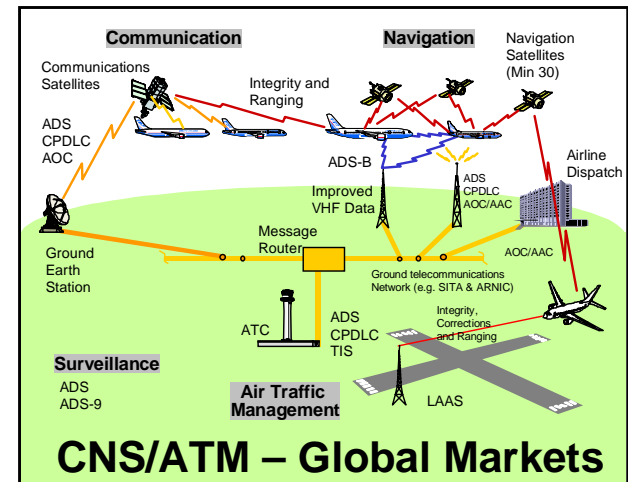 Communication
Navigation
Communications
Satellites
Integrity and
Ranging
Navigation
Satellites
(Min 30)
ADS
CPDLC
AOC
ADS-B
Improved
VHF Data
ADS
CPDLC
AOC/AAC
Airline
Dispatch
Message
Router
Ground
Earth
Station
AOC/AAC
Ground telecommunications
Network (e.g. SITA & ARNIC)
ATC
ADS
CPDLC
TIS
Integrity,
Corrections
and Ranging
LAAS
Surveillance
ADS
ADS-9
Air Traffic
Management
CNS/ATM – Global Markets